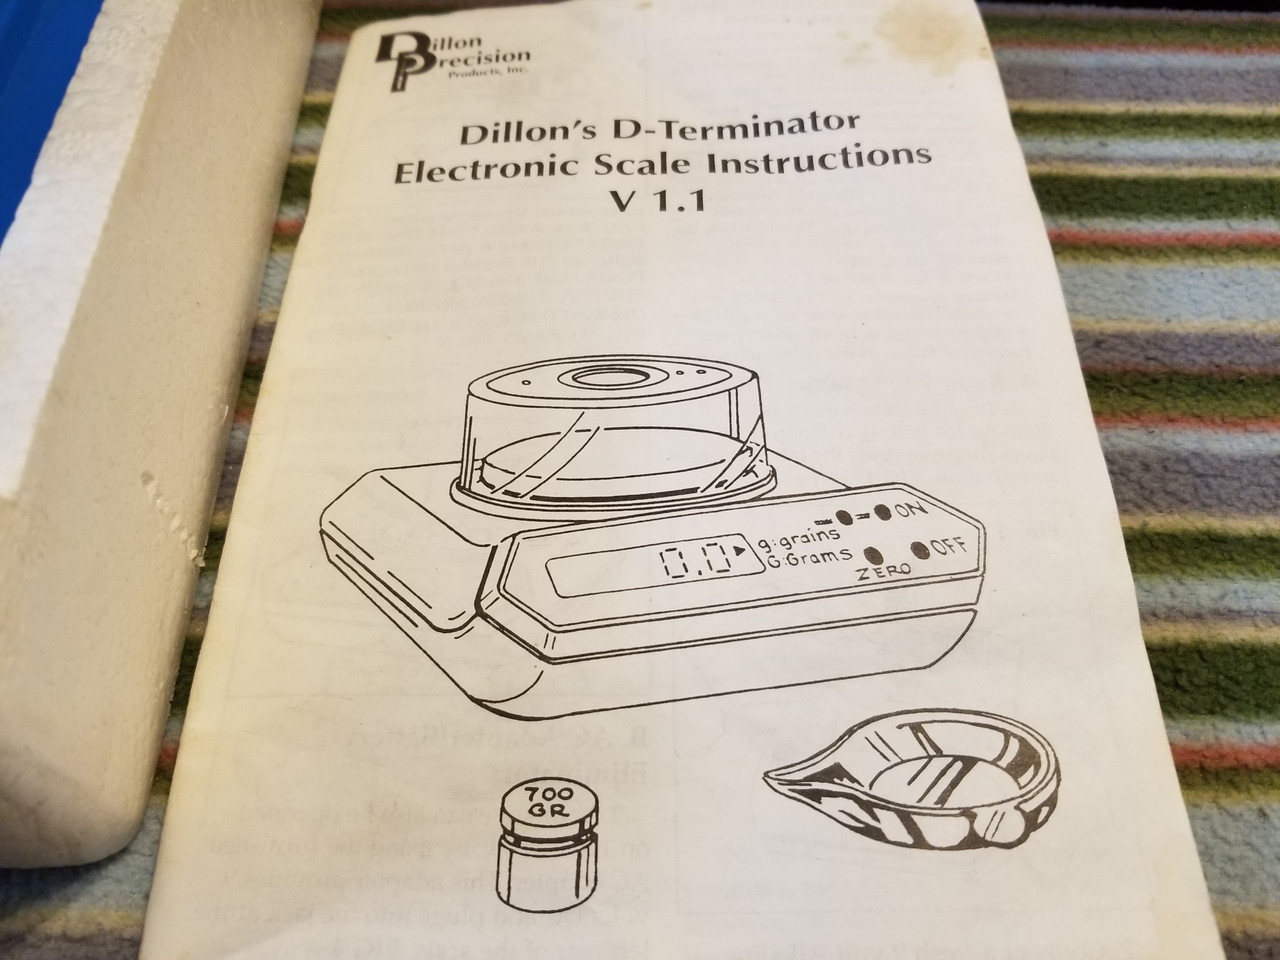 Dillon
Precision
Products, Inc.
Dillon's D-Terminator
Electronic Scale Instructions
V 1.1
0.0
g:grains
G:Grams
ON
ZERO
OFF
700
GR